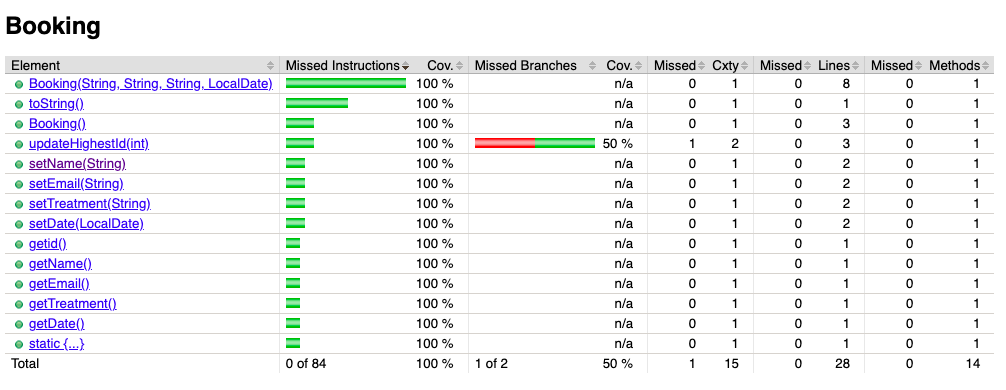 Booking
Element Missed Instructions Cov. Missed Branches Cov. Missed Cxty Missed Lines Missed Methods
Booking(String, String, String, LocalDate) 100 % n/a 0 1 0 8 0 1
toString() 100 % n/a 0 1 0 1 0 1
Booking() 100 % n/a 0 1 0 3 0 1
updateHighestId(int) 100 % 50 % 1 2 0 3 0 1
setName(String) 100 % n/a 0 1 0 2 0 1
setEmail(String) 100 % n/a 0 1 0 2 0 1
setTreatment(String) 100 % n/a 0 1 0 2 0 1
setDate(LocalDate) 100 % n/a 0 1 0 2 0 1
getid() 100 % n/a 0 1 0 1 0 1
getName() 100 % n/a 0 1 0 1 0 1
getEmail() 100 % n/a 0 1 0 1 0 1
getTreatment() 100 % n/a 0 1 0 1 0 1
getDate() 100 % n/a 0 1 0 1 0 1
static {...} 100 % n/a 0 1 0 1 0 1
Total 0 of 84 100 % 1 of 2 50 % 1 15 0 28 0 14